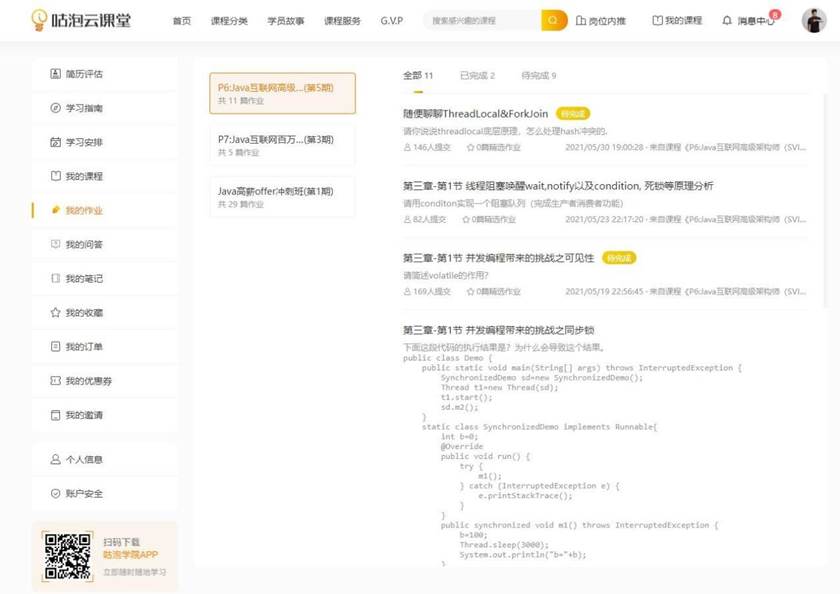 咕泡云课堂
首页 课程分类 学员故事 课程服务 G.V.P 搜索感兴趣的课程 岗位内推 我的课程 消息中心 8
简历评估
学习指南
学习安排
我的课程
我的作业
我的问答
我的笔记
我的收藏
我的订单
我的优惠券
我的邀请
个人信息
账户安全
扫码下载
咕泡学院APP
立即随时随地学习
P6:Java互联网高级...(第5期)
共 11 篇作业
P7:Java互联网百万...(第3期)
共 5 篇作业
Java高薪offer冲刺班(第1期)
共 29 篇作业
全部 11 已完成 2 待完成 9
随便聊聊ThreadLocal&ForkJoin 待完成
请你说说threadlocal底层原理，怎么处理hash冲突的.
146人提交 0篇精选作业 2021/05/30 19:00:28 - 来自课程《P6:Java互联网高级架构师（SVI...
第三章-第1节 线程阻塞唤醒wait,notify以及condition, 死锁等原理分析
请用conditon实现一个阻塞队列（完成生产者消费者功能）
82人提交 0篇精选作业 2021/05/23 22:17:20 - 来自课程《P6:Java互联网高级架构师（SVI...
第三章-第1节 并发编程带来的挑战之可见性 待完成
请简述volatile的作用?
169人提交 0篇精选作业 2021/05/19 22:56:45 - 来自课程《P6:Java互联网高级架构师（SVI...
第三章-第1节 并发编程带来的挑战之同步锁
下面这段代码的执行结果是？为什么会导致这个结果。
public class Demo {
public static void main(String[] args) throws InterruptedException {
SynchronizedDemo sd=new SynchronizedDemo();
Thread t1=new Thread(sd);
t1.start();
sd.m2();
}
static class SynchronizedDemo implements Runnable{
int b=0;
@Override
public void run() {
try {
m1();
} catch (InterruptedException e) {
e.printStackTrace();
}
}
public synchronized void m1() throws InterruptedException {
b=100;
Thread.sleep(3000);
System.out.println("b="+b);
}